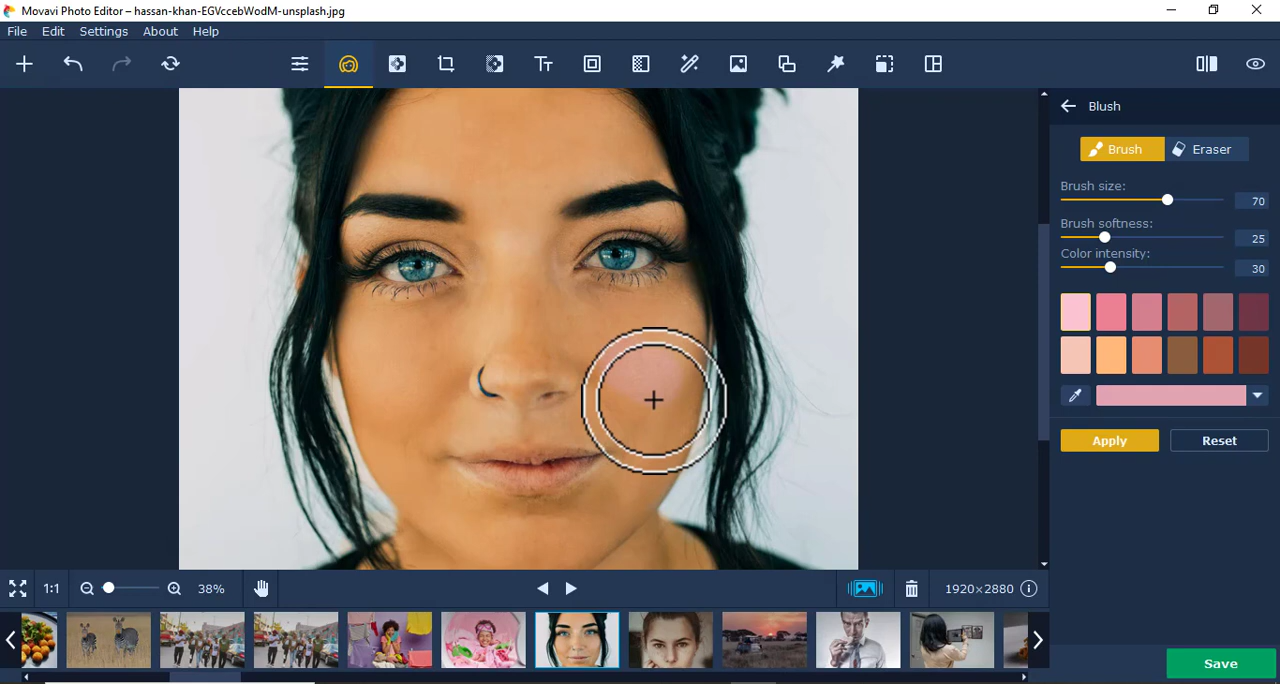 Movavi Photo Editor – hassan-khan-EGVccebWodM-unsplash.jpg
File Edit Settings About Help
Blush
Brush Eraser
Brush size:
70
Brush softness:
25
Color intensity:
30
Apply Reset
1:1 38% 1920×2880
Save